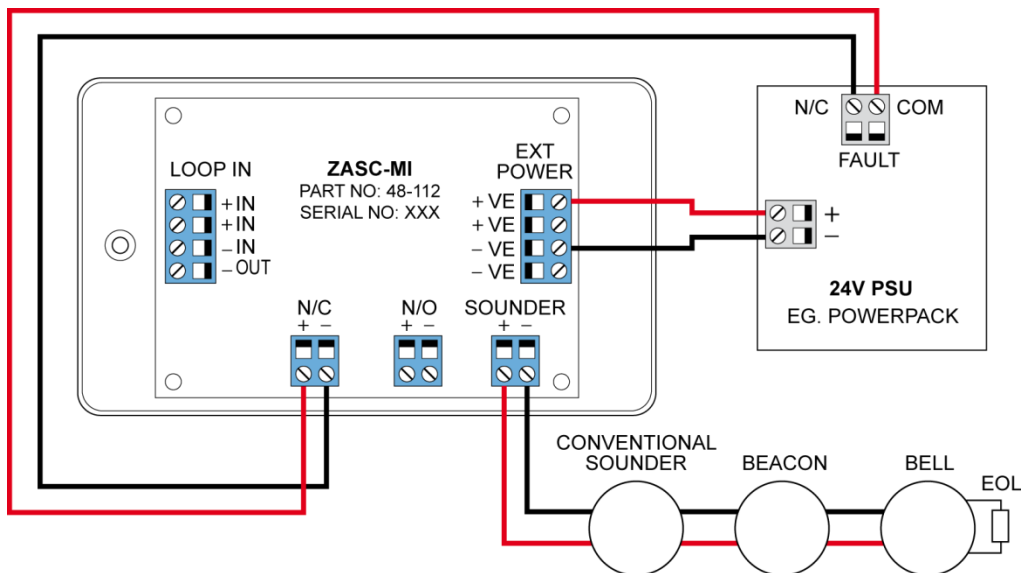 N/C
COM
FAULT
LOOP IN
+ IN
+ IN
– IN
– OUT
ZASC-MI
PART NO: 48-112
SERIAL NO: XXX
EXT
POWER
+ VE
+ VE
– VE
– VE
+
–
24V PSU
EG. POWERPACK
N/C
+ –
N/O
+ –
SOUNDER
+ –
CONVENTIONAL
SOUNDER
BEACON
BELL
EOL